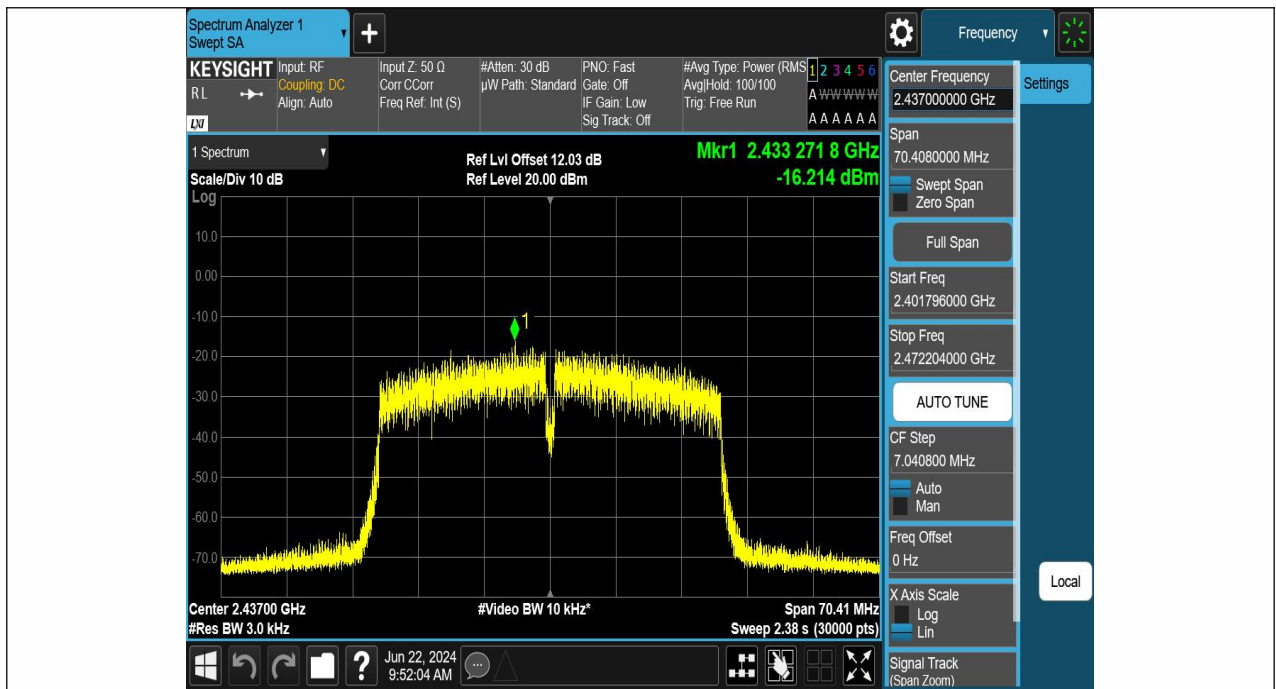 Spectrum Analyzer 1
Swept SA
+
Frequency
KEYSIGHT
RL
LXI
Input: RF
Coupling: DC
Align: Auto
Input Z: 50 Ω
Corr CCorr
Freq Ref: Int (S)
#Atten: 30 dB
µW Path: Standard
PNO: Fast
Gate: Off
IF Gain: Low
Sig Track: Off
#Avg Type: Power (RMS
Avg|Hold: 100/100
Trig: Free Run
1 2 3 4 5 6
A W W W W W
A A A A A A
1 Spectrum
Scale/Div 10 dB
Log
Ref Lvl Offset 12.03 dB
Ref Level 20.00 dBm
Mkr1 2.433 271 8 GHz
-16.214 dBm
10.0
0.00
-10.0
-20.0
-30.0
-40.0
-50.0
-60.0
-70.0
1
Center 2.43700 GHz
#Res BW 3.0 kHz
#Video BW 10 kHz*
Span 70.41 MHz
Sweep 2.38 s (30000 pts)
Center Frequency
2.437000000 GHz
Settings
Span
70.4080000 MHz
Swept Span
Zero Span
Full Span
Start Freq
2.401796000 GHz
Stop Freq
2.472204000 GHz
AUTO TUNE
CF Step
7.040800 MHz
Auto
Man
Freq Offset
0 Hz
X Axis Scale
Log
Lin
Local
Signal Track
(Span Zoom)
?
Jun 22, 2024
9:52:04 AM